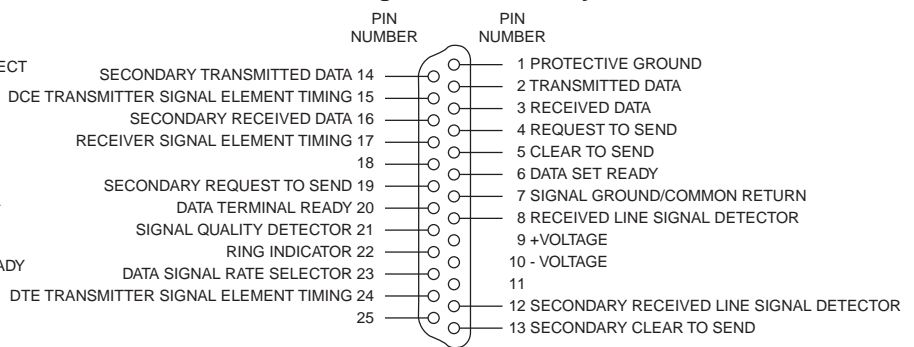 PIN
NUMBER
PIN
NUMBER
ECT
ADY
SECONDARY TRANSMITTED DATA 14
DCE TRANSMITTER SIGNAL ELEMENT TIMING 15
SECONDARY RECEIVED DATA 16
RECEIVER SIGNAL ELEMENT TIMING 17
18
SECONDARY REQUEST TO SEND 19
DATA TERMINAL READY 20
SIGNAL QUALITY DETECTOR 21
RING INDICATOR 22
DATA SIGNAL RATE SELECTOR 23
DTE TRANSMITTER SIGNAL ELEMENT TIMING 24
25
1 PROTECTIVE GROUND
2 TRANSMITTED DATA
3 RECEIVED DATA
4 REQUEST TO SEND
5 CLEAR TO SEND
6 DATA SET READY
7 SIGNAL GROUND/COMMON RETURN
8 RECEIVED LINE SIGNAL DETECTOR
9 +VOLTAGE
10 - VOLTAGE
11
12 SECONDARY RECEIVED LINE SIGNAL DETECTOR
13 SECONDARY CLEAR TO SEND